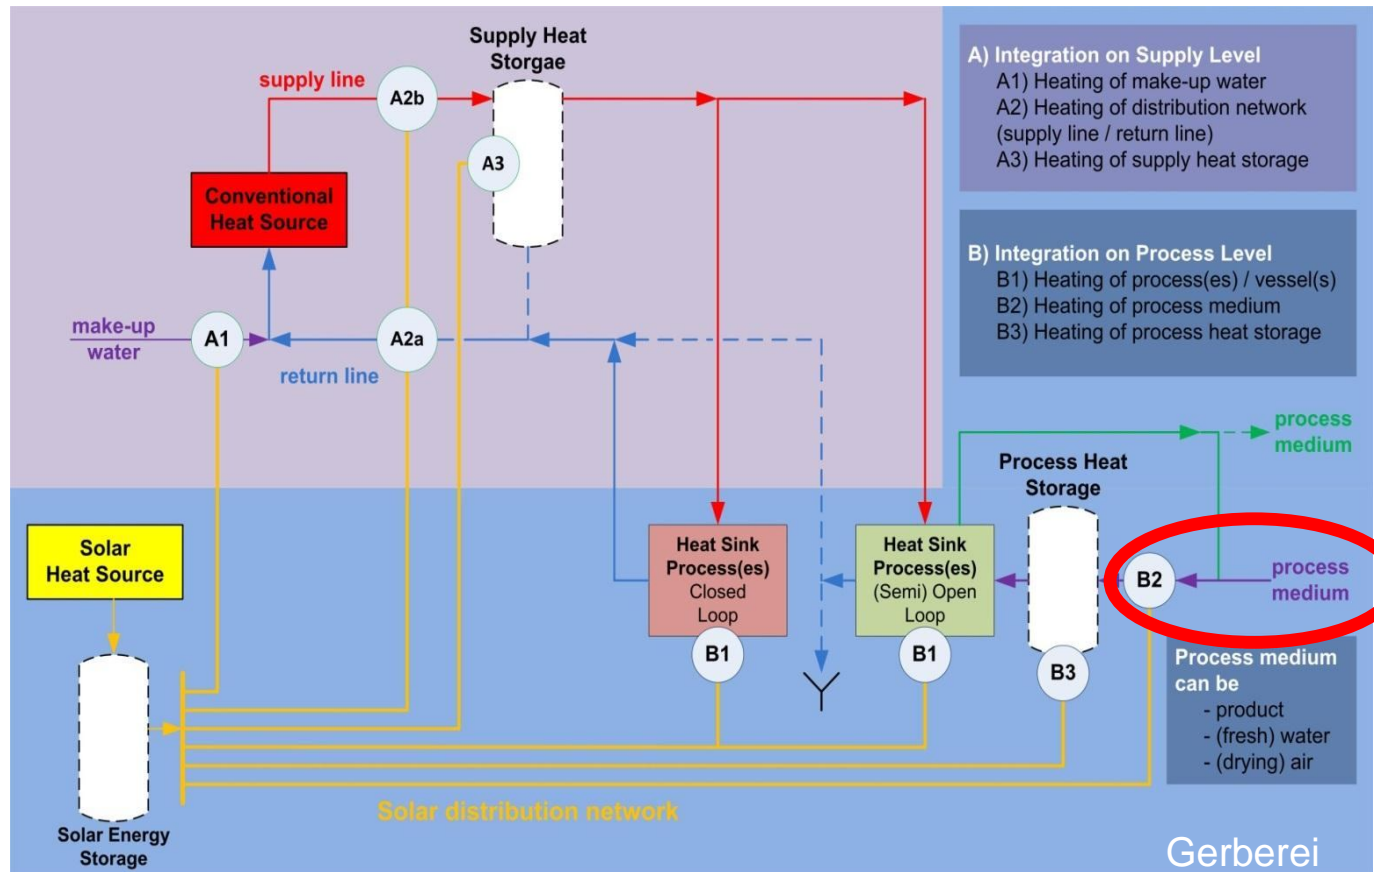 Supply Heat
Storgae
supply line
A2b
A3
Conventional
Heat Source
make-up
water
A1
A2a
return line
A) Integration on Supply Level
A1) Heating of make-up water
A2) Heating of distribution network
(supply line / return line)
A3) Heating of supply heat storage
B) Integration on Process Level
B1) Heating of process(es) / vessel(s)
B2) Heating of process medium
B3) Heating of process heat storage
process
medium
Process Heat
Storage
Solar
Heat Source
Heat Sink
Process(es)
Closed
Loop
B1
Heat Sink
Process(es)
(Semi) Open
Loop
B1
B3
B2
process
medium
Process medium
can be
- product
- (fresh) water
- (drying) air
Solar distribution network
Solar Energy
Storage
Gerberei